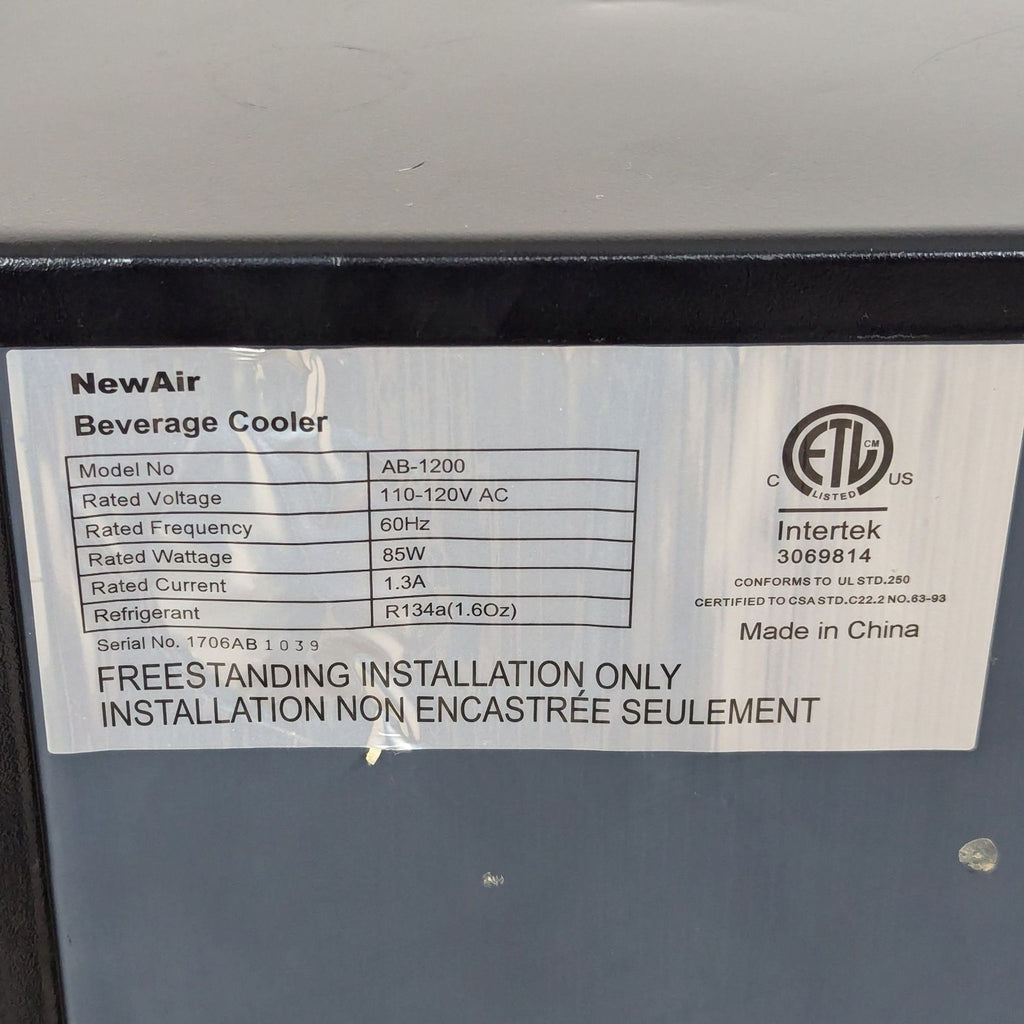 NewAir
Beverage Cooler
Model No AB-1200
Rated Voltage 110-120V AC
Rated Frequency 60Hz
Rated Wattage 85W
Rated Current 1.3A
Refrigerant R134a(1.6Oz)
Serial No. 1706AB 1039
FREESTANDING INSTALLATION ONLY
INSTALLATION NON ENCASTRÉE SEULEMENT
ETL CM
C US
LISTED
Intertek
3069814
CONFORMS TO UL STD.250
CERTIFIED TO CSA STD.C22.2 NO.63-93
Made in China